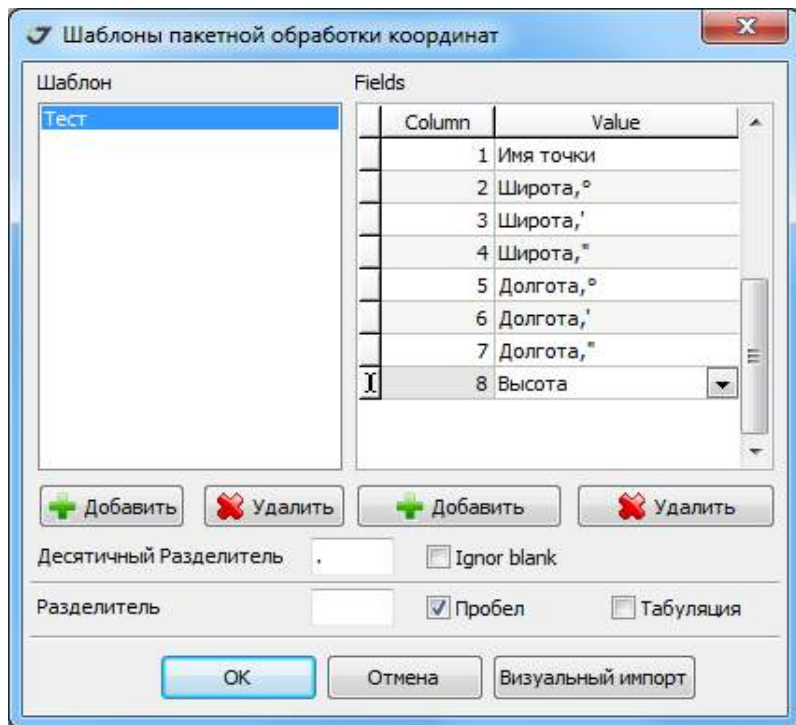 Шаблоны пакетной обработки координат
Шаблон
Fields
Тест
Column Value
1 Имя точки
2 Широта,°
3 Широта,'
4 Широта,"
5 Долгота,°
6 Долгота,'
7 Долгота,"
8 Высота
Добавить Удалить Добавить Удалить
Десятичный Разделитель . Ignor blank
Разделитель Пробел Табуляция
OK Отмена Визуальный импорт